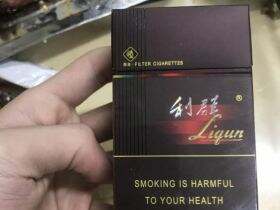 FILTER CIGARETTES
利群 ®
Liqun
SMOKING IS HARMFUL
TO YOUR HEALTH